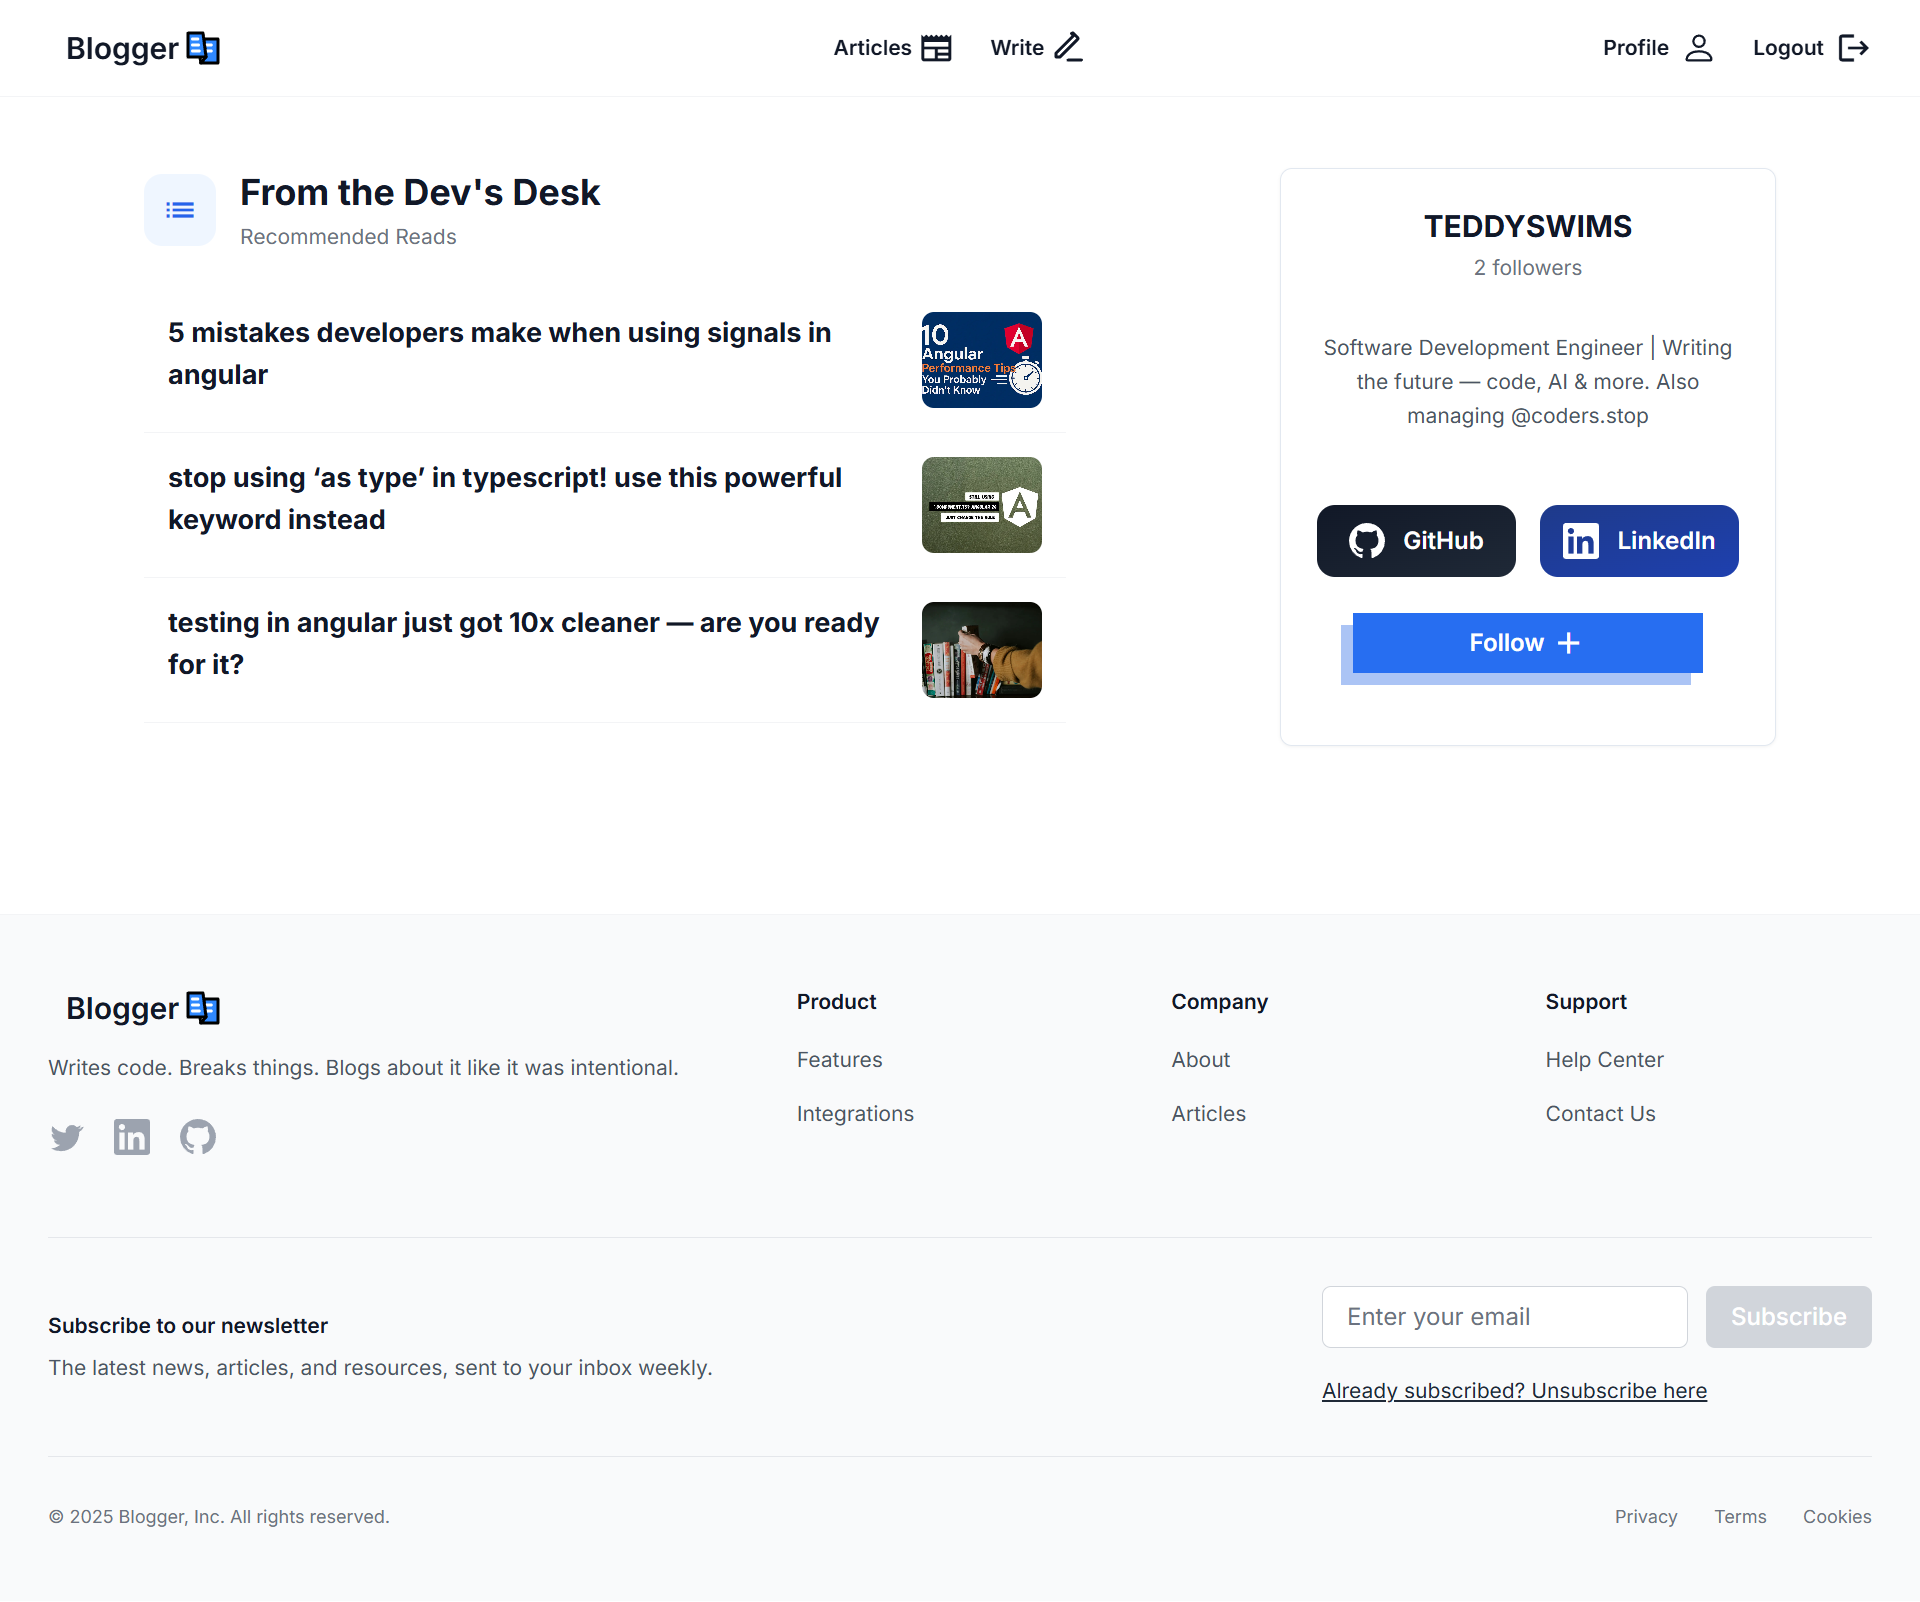 Blogger
Articles
Write
Profile
Logout
From the Dev's Desk
Recommended Reads
5 mistakes developers make when using signals in
angular
10
Angular
Performance Tips
You Probably
Didn't Know
stop using ‘as type’ in typescript! use this powerful
keyword instead
STILL USING
JUST CHANGE THE RULE
testing in angular just got 10x cleaner — are you ready
for it?
TEDDYSWIMS
2 followers
Software Development Engineer | Writing
the future — code, AI & more. Also
managing @coders.stop
GitHub
LinkedIn
Follow +
Blogger
Writes code. Breaks things. Blogs about it like it was intentional.
Product
Features
Integrations
Company
About
Articles
Support
Help Center
Contact Us
Subscribe to our newsletter
The latest news, articles, and resources, sent to your inbox weekly.
Enter your email
Subscribe
Already subscribed? Unsubscribe here
© 2025 Blogger, Inc. All rights reserved.
Privacy
Terms
Cookies